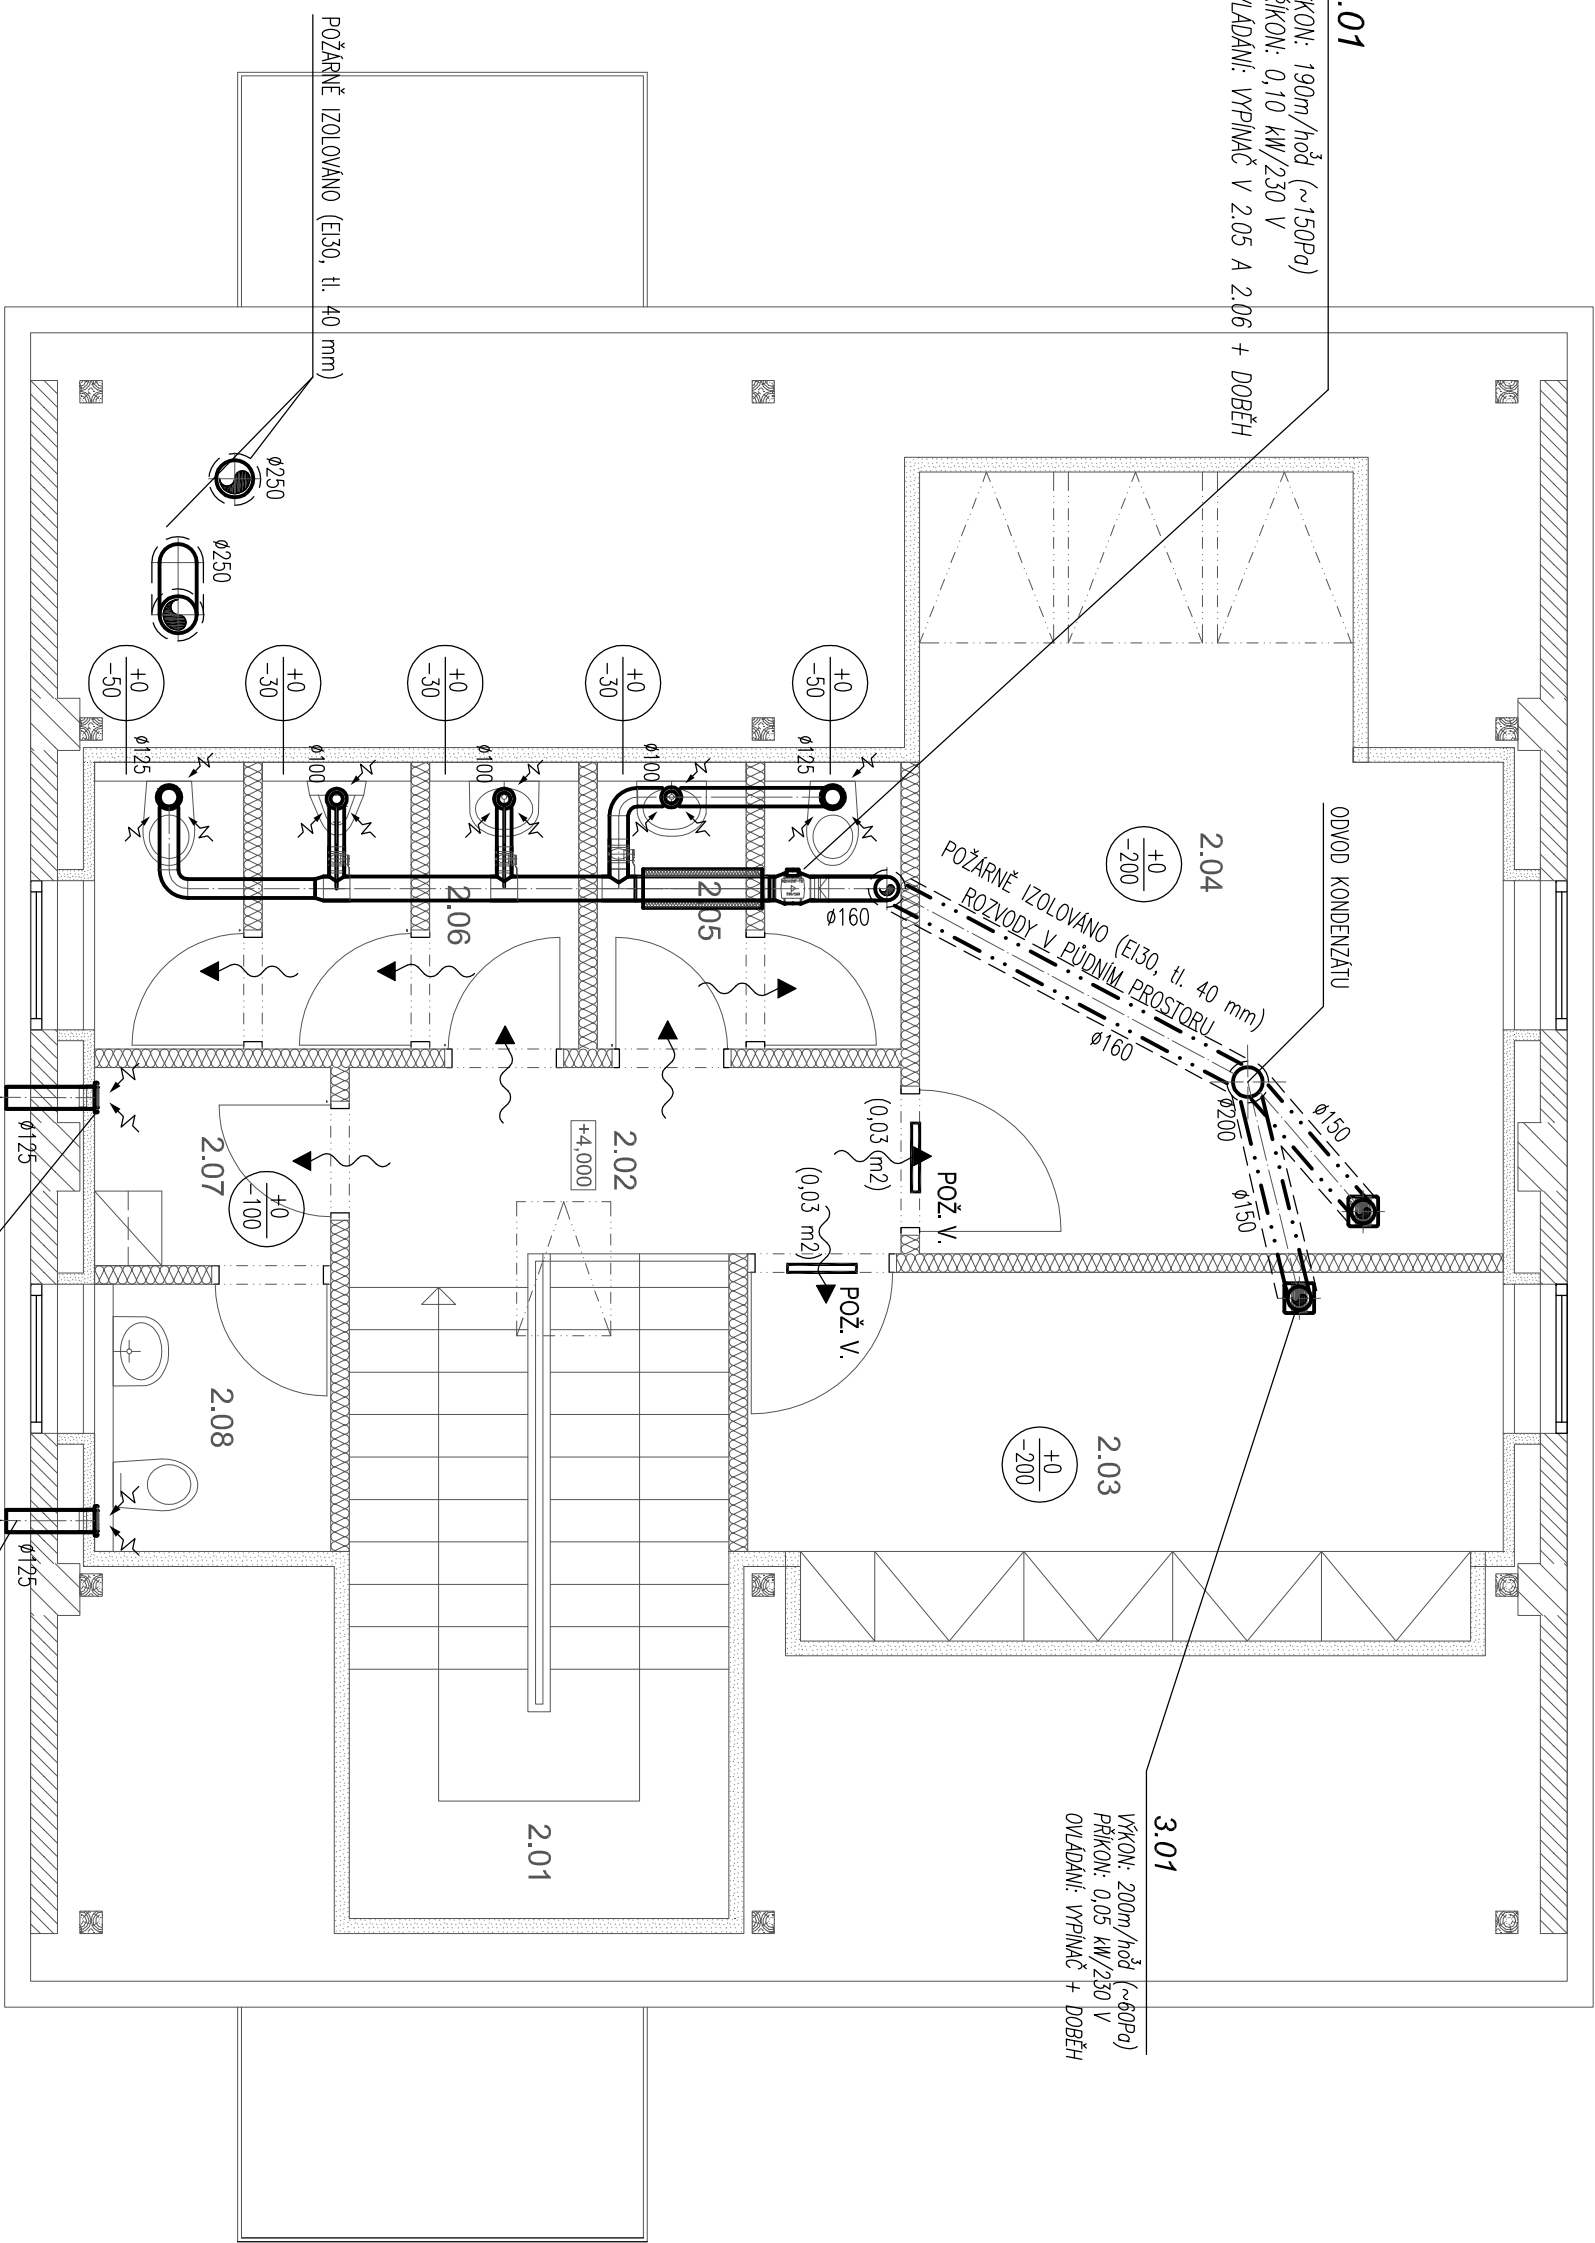 .01
KON: 190m³/hod (~150Pa)
ŘÍKON: 0,10 kW/230 V
VLÁDÁNÍ: VYPÍNAČ V 2.05 A 2.06 + DOBĚH
POŽÁRNĚ IZOLOVÁNO (EI30, tl. 40 mm)
ø250
ø250
+0
-50
+0
-30
+0
-30
+0
-30
+0
-50
ø125
ø100
ø100
ø100
ø125
2.06
2.05
ø160
2.04
+0
-200
ODVOD KONDENZÁTU
POŽÁRNĚ IZOLOVÁNO (EI30, tl. 40 mm)
ROZVODY V PŮDNÍM PROSTORU
ø160
ø200
ø150
ø150
(0,03 m2)
POŽ. V.
(0,03 m2)
POŽ. V.
2.02
+4,000
2.07
+0
-100
ø125
2.08
ø125
2.03
+0
-200
2.01
3.01
VÝKON: 200m³/hod (~60Pa)
PŘÍKON: 0,05 kW/230 V
OVLÁDÁNÍ: VYPÍNAČ + DOBĚH